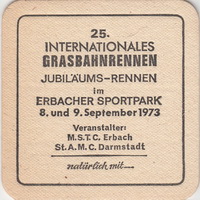 25.
INTERNATIONALES
GRASBAHNRENNEN
JUBILÄUMS-RENNEN
im
ERBACHER SPORTPARK
8. und 9. September 1973
Veranstalter:
M.S.T.C. Erbach
St.A.M.C. Darmstadt
natürlich mit....